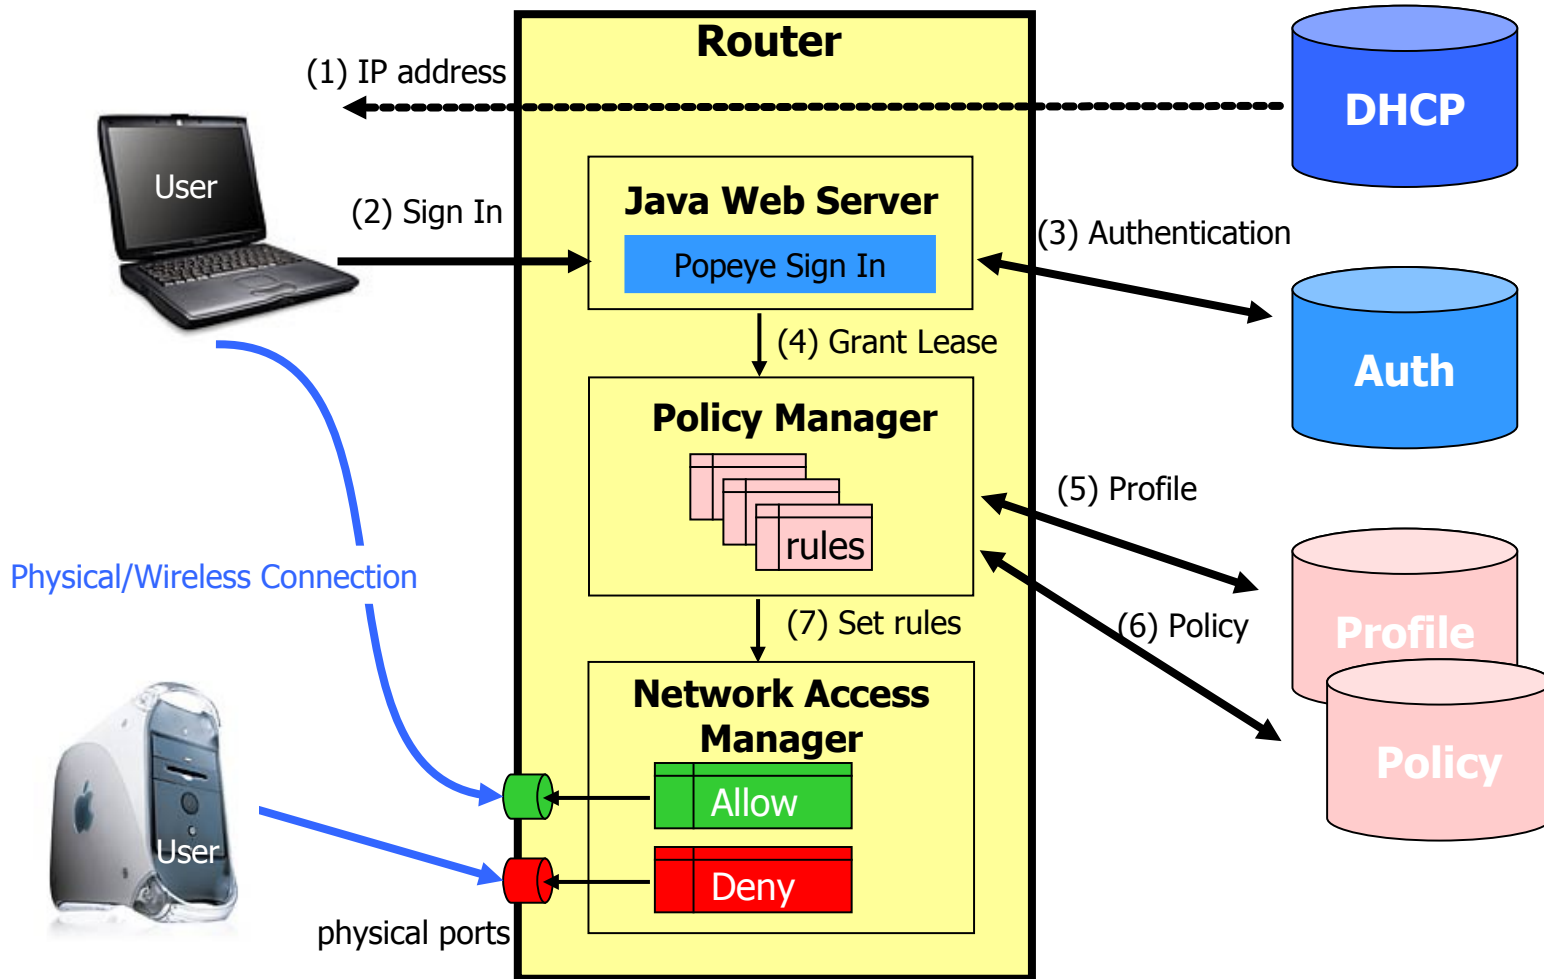 Router
(1) IP address
DHCP
User
Java Web Server
(2) Sign In
(3) Authentication
Popeye Sign In
(4) Grant Lease
Auth
Policy Manager
(5) Profile
rules
Physical/Wireless Connection
(7) Set rules
(6) Policy
Profile
Network Access
Manager
Policy
Allow
User
Deny
physical ports